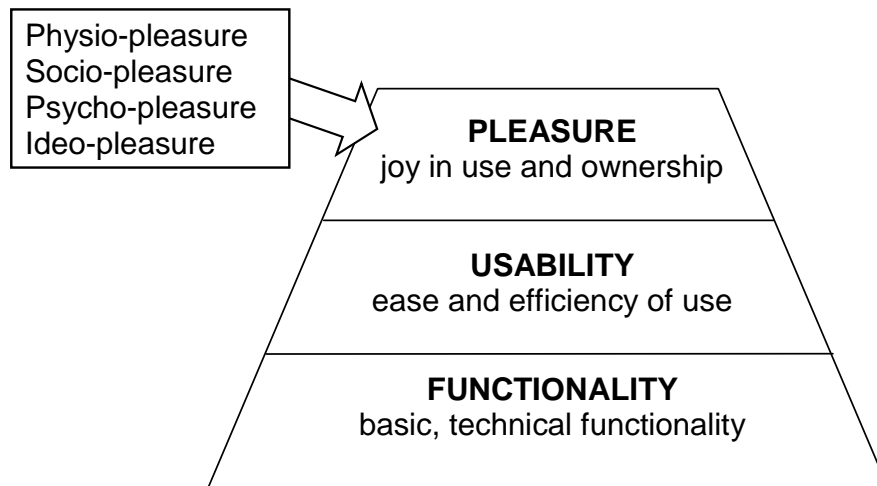 Physio-pleasure
Socio-pleasure
Psycho-pleasure
Ideo-pleasure
PLEASURE
joy in use and ownership
USABILITY
ease and efficiency of use
FUNCTIONALITY
basic, technical functionality